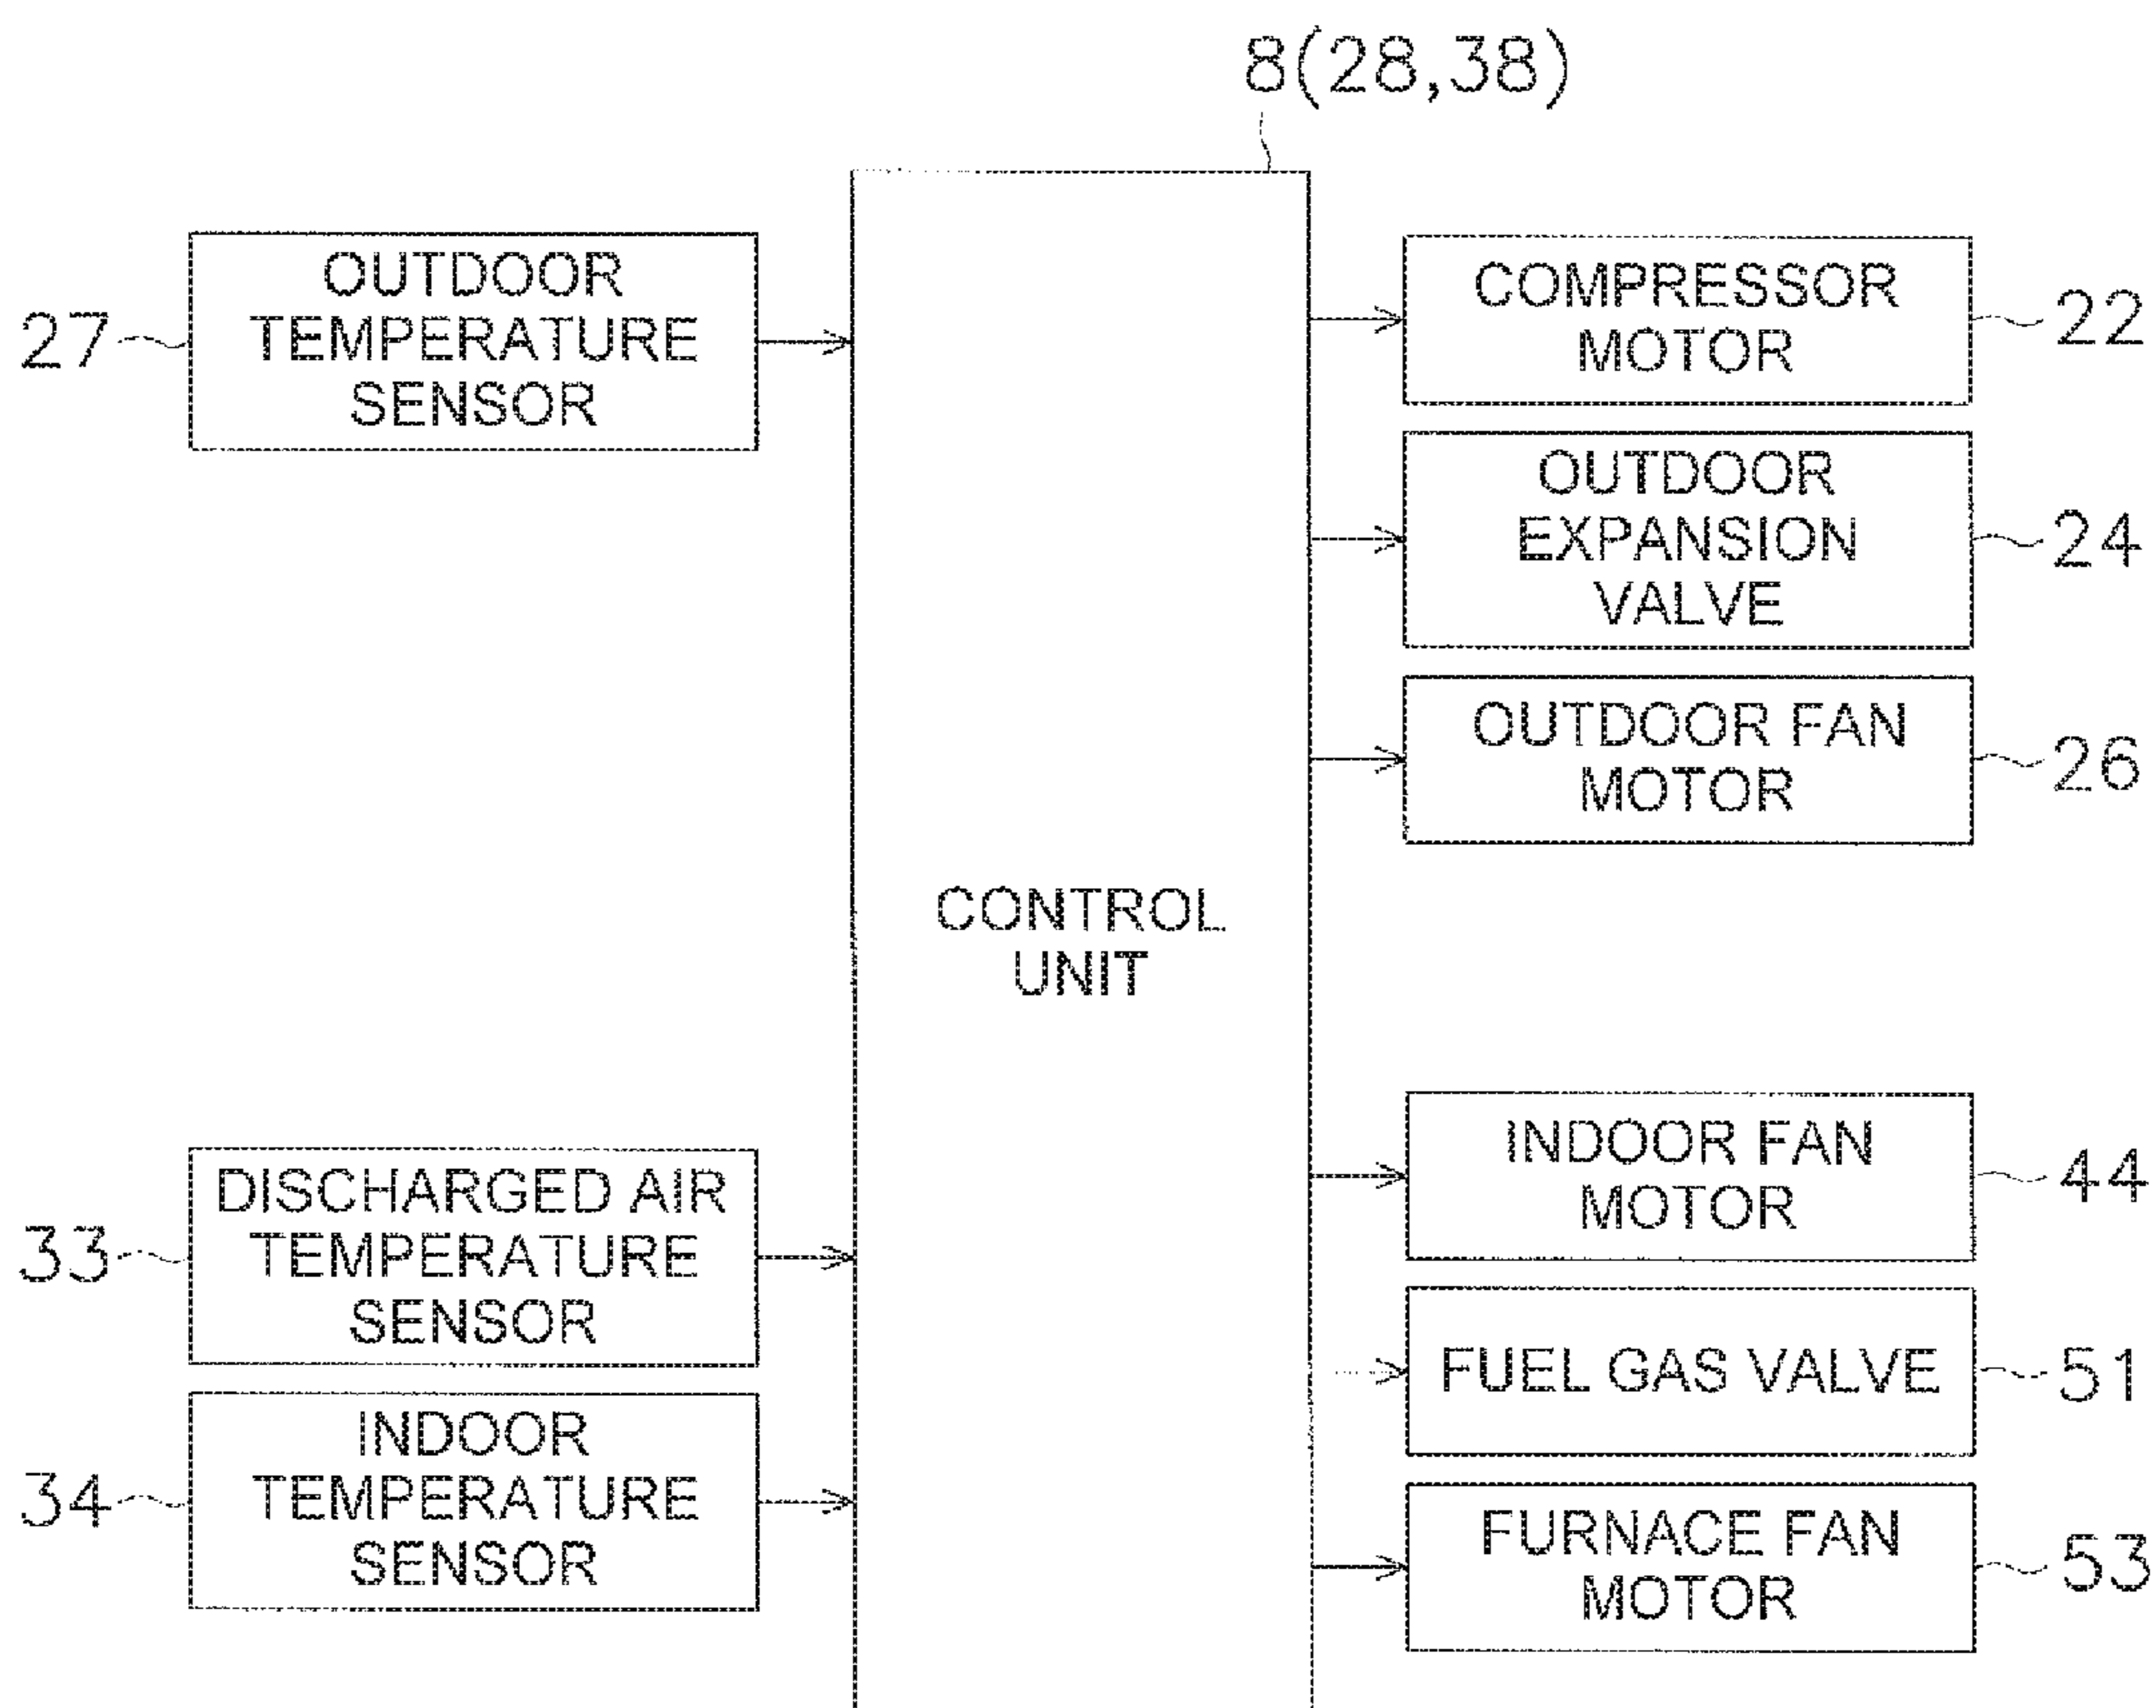 8(28,38)
27
OUTDOOR
TEMPERATURE
SENSOR
COMPRESSOR
MOTOR
22
OUTDOOR
EXPANSION
VALVE
24
OUTDOOR FAN
MOTOR
26
CONTROL
UNIT
33
DISCHARGED AIR
TEMPERATURE
SENSOR
INDOOR FAN
MOTOR
44
FUEL GAS VALVE
51
34
INDOOR
TEMPERATURE
SENSOR
FURNACE FAN
MOTOR
53